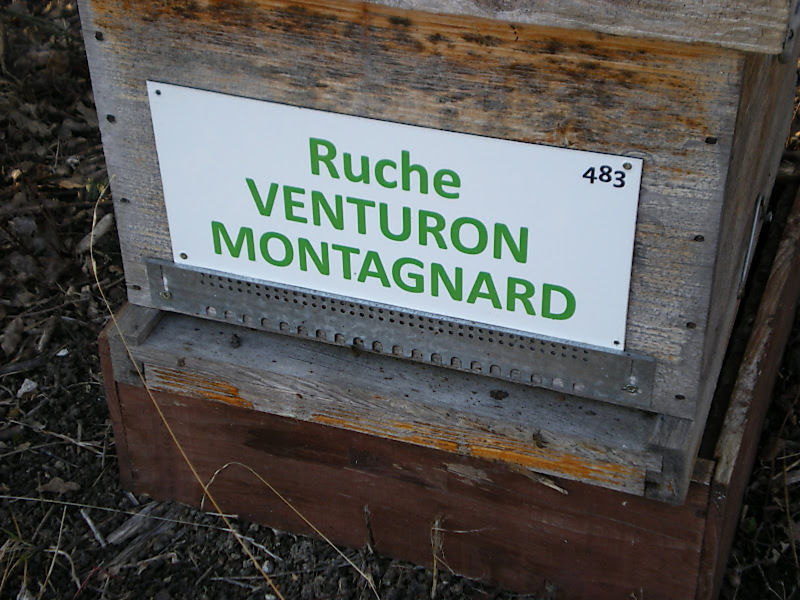 Ruche
483
VENTURON
MONTAGNARD